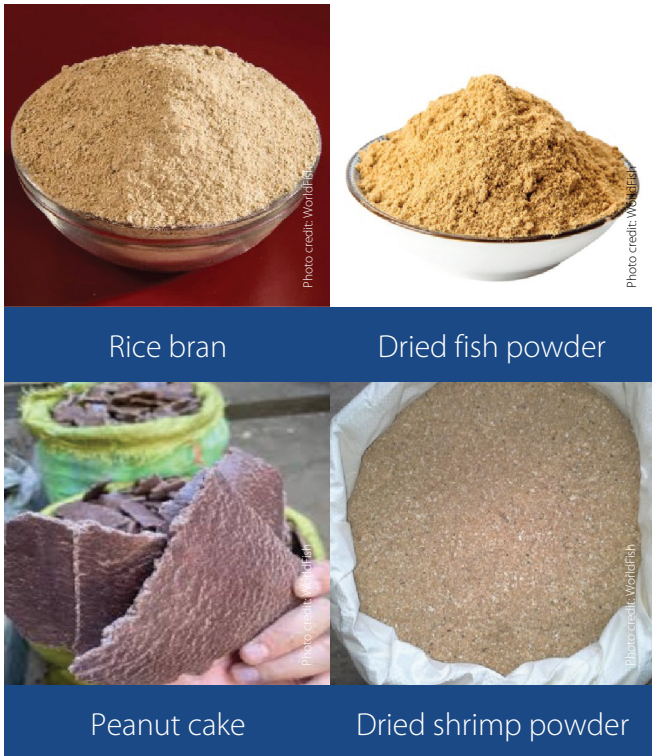 Photo credit: WorldFish
Photo credit: WorldFish
Rice bran
Dried fish powder
Photo credit: WorldFish
Photo credit: WorldFish
Peanut cake
Dried shrimp powder